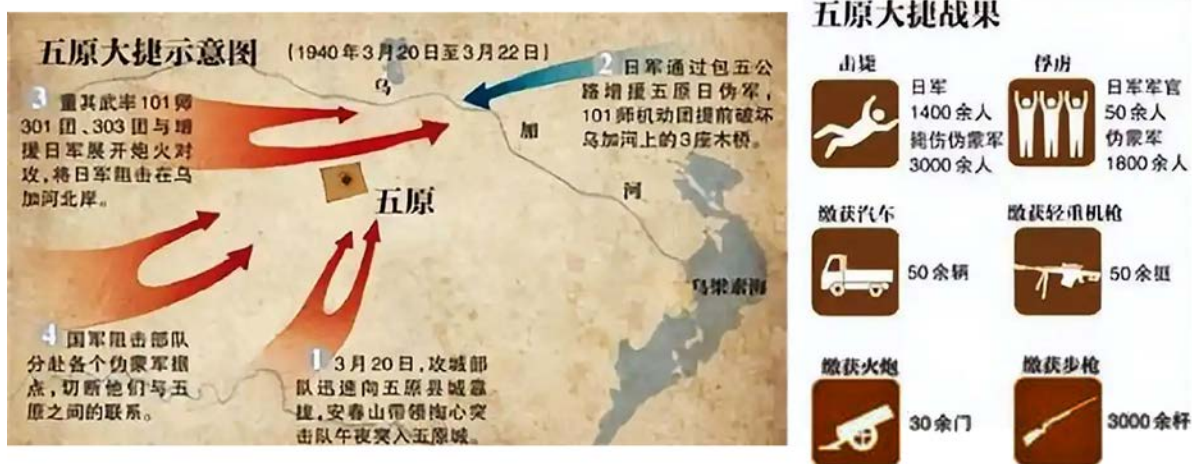 五原大捷示意图
(1940年3月20日至3月22日)
乌
加
河
五原
乌梁素海
1 3月20日,攻城部
队迅速向五原县城靠
拢,安春山带领掏心突
击队午夜突入五原城。
2 日军通过包五公
路增援五原日伪军,
101师机动团提前破坏
乌加河上的3座木桥。
3 董其武率101师
301团、303团与增
援日军展开炮火对
攻,将日军阻击在乌
加河北岸。
4 国军阻击部队
分赴各个伪蒙军据
点,切断他们与五
原之间的联系。
五原大捷战果
击毙
日军
1400余人
毙伤伪蒙军
3000余人
俘虏
日军军官
50余人
伪蒙军
1800余人
缴获汽车
50余辆
缴获轻重机枪
50余挺
缴获火炮
30余门
缴获步枪
3000余杆